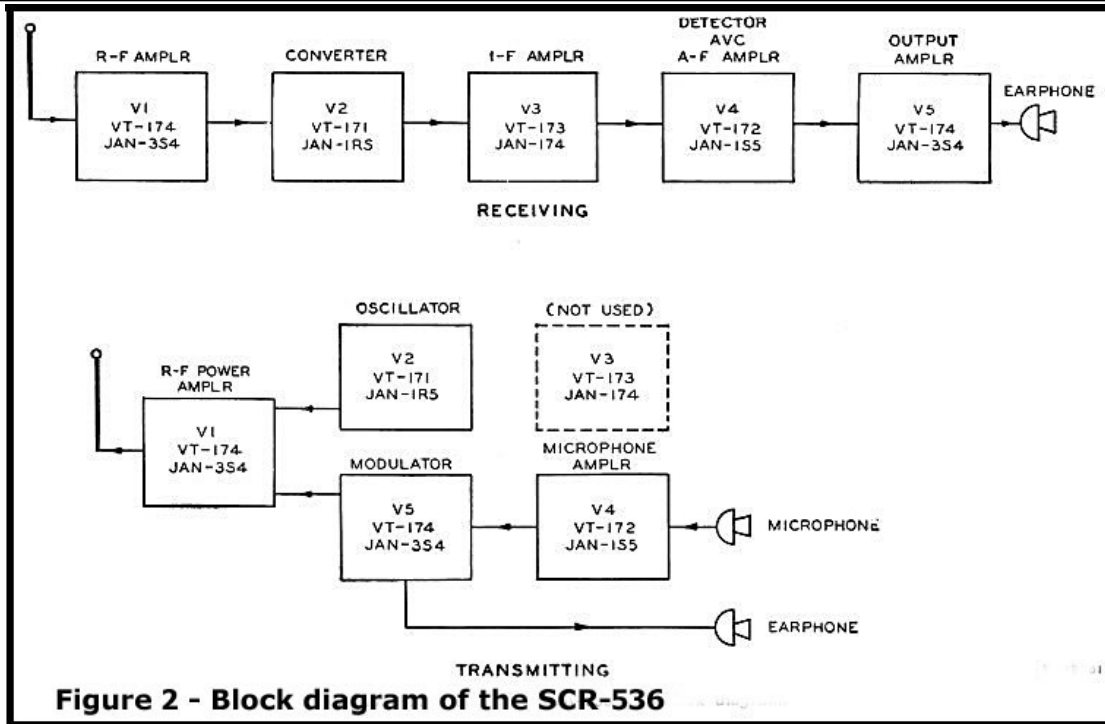 R-F AMPLR
V1
VT-174
JAN-3S4
CONVERTER
V2
VT-171
JAN-1R5
I-F AMPLR
V3
VT-173
JAN-174
DETECTOR
AVC
A-F AMPLR
V4
VT-172
JAN-1S5
OUTPUT
AMPLR
V5
VT-174
JAN-3S4
EARPHONE
RECEIVING
OSCILLATOR
V2
VT-171
JAN-1R5
(NOT USED)
V3
VT-173
JAN-174
R-F POWER
AMPLR
V1
VT-174
JAN-3S4
MODULATOR
V5
VT-174
JAN-3S4
MICROPHONE
AMPLR
V4
VT-172
JAN-1S5
MICROPHONE
EARPHONE
TRANSMITTING
Figure 2 - Block diagram of the SCR-536